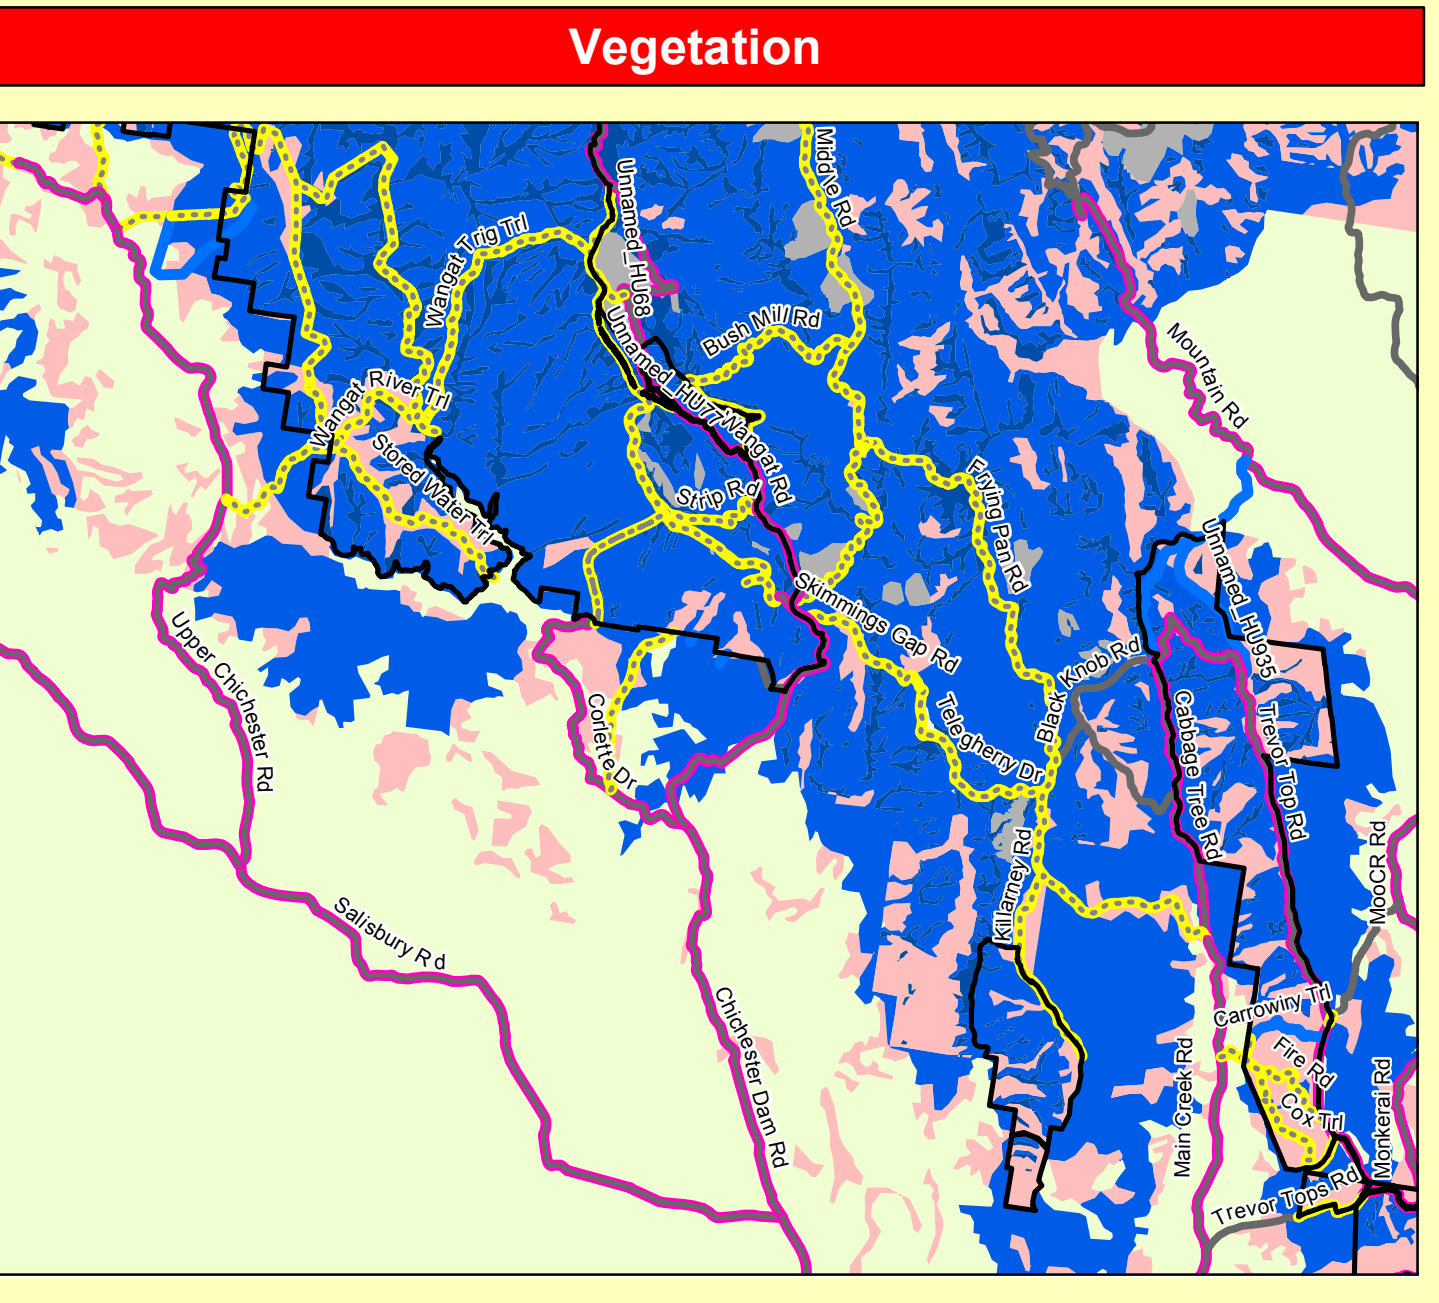 Vegetation
Unnamed_HU68
Middle Rd
Wangat Trig Trl
Bush Mill Rd
Mountain Rd
Unnamed_HU77
Wangat River Trl
Wangat Rd
Stored Water Trl
Strip Rd
Frying Pan Rd
Unnamed_HU935
Skimmings Gap Rd
Upper Chichester Rd
Black Knob Rd
Corlette Dr
Telegherry Dr
Cabbage Tree Rd
Trevor Top Rd
Killarney Rd
MooCR Rd
Salisbury Rd
Chichester Dam Rd
Carrowiry Trl
Fire Rd
Main Creek Rd
Cox Trl
Monkerai Rd
Trevor Tops Rd